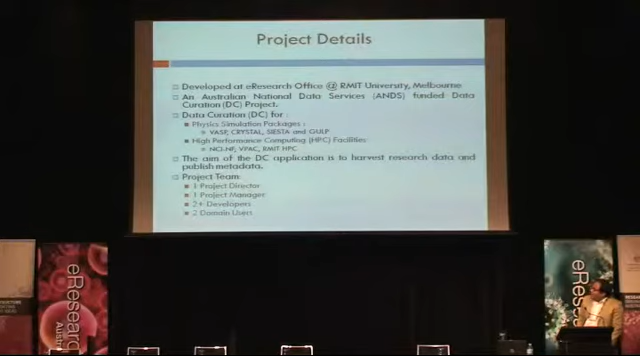 Project Details
Developed at eResearch Office @ RMIT University, Melbourne
An Australian National Data Services (ANDS) funded Data
Curation (DC) Project.
Data Curation (DC) for :
Physics Simulation Packages :
VASP, CRYSTAL, SIESTA and GULP
High Performance Computing (HPC) Facilities
NCI-NF, VPAC, RMIT HPC
The aim of the DC application is to harvest research data and
publish metadata.
Project Team:
1 Project Director
1 Project Manager
2+ Developers
2 Domain Users
eResearch
Austra
eRes